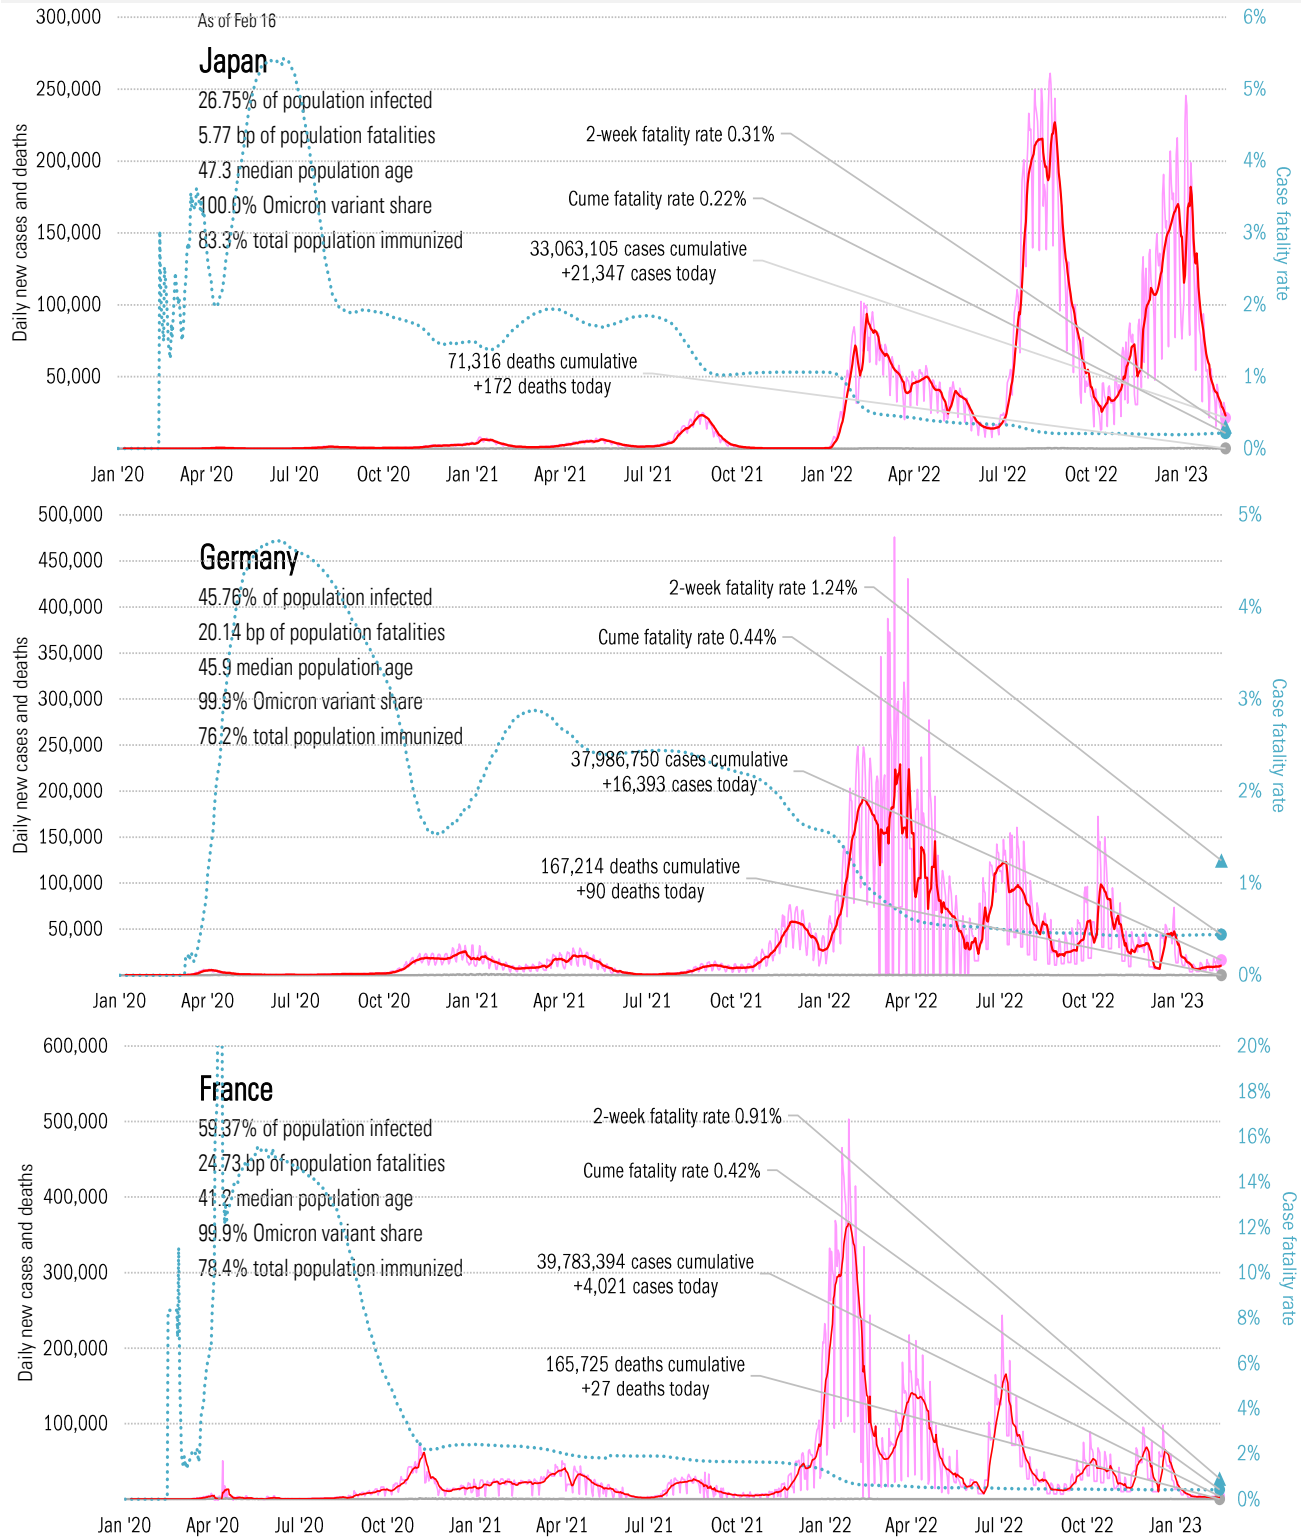 As of Feb 16
Japan
26.75% of population infected
5.77 bp of population fatalities
47.3 median population age
100.0% Omicron variant share
83.3% total population immunized
2-week fatality rate 0.31%
Cume fatality rate 0.22%
33,063,105 cases cumulative
+21,347 cases today
71,316 deaths cumulative
+172 deaths today
Daily new cases and deaths
300,000
250,000
200,000
150,000
100,000
50,000
6%
5%
4%
3%
2%
1%
0%
Case fatality rate
Jan '20 Apr '20 Jul '20 Oct '20 Jan '21 Apr '21 Jul '21 Oct '21 Jan '22 Apr '22 Jul '22 Oct '22 Jan '23
Germany
45.76% of population infected
20.14 bp of population fatalities
45.9 median population age
99.9% Omicron variant share
76.2% total population immunized
2-week fatality rate 1.24%
Cume fatality rate 0.44%
37,986,750 cases cumulative
+16,393 cases today
167,214 deaths cumulative
+90 deaths today
Daily new cases and deaths
500,000
450,000
400,000
350,000
300,000
250,000
200,000
150,000
100,000
50,000
5%
4%
3%
2%
1%
0%
Case fatality rate
Jan '20 Apr '20 Jul '20 Oct '20 Jan '21 Apr '21 Jul '21 Oct '21 Jan '22 Apr '22 Jul '22 Oct '22 Jan '23
France
59.37% of population infected
24.73 bp of population fatalities
41.2 median population age
99.9% Omicron variant share
78.4% total population immunized
2-week fatality rate 0.91%
Cume fatality rate 0.42%
39,783,394 cases cumulative
+4,021 cases today
165,725 deaths cumulative
+27 deaths today
Daily new cases and deaths
600,000
500,000
400,000
300,000
200,000
100,000
20%
18%
16%
14%
12%
10%
8%
6%
4%
2%
0%
Case fatality rate
Jan '20 Apr '20 Jul '20 Oct '20 Jan '21 Apr '21 Jul '21 Oct '21 Jan '22 Apr '22 Jul '22 Oct '22 Jan '23